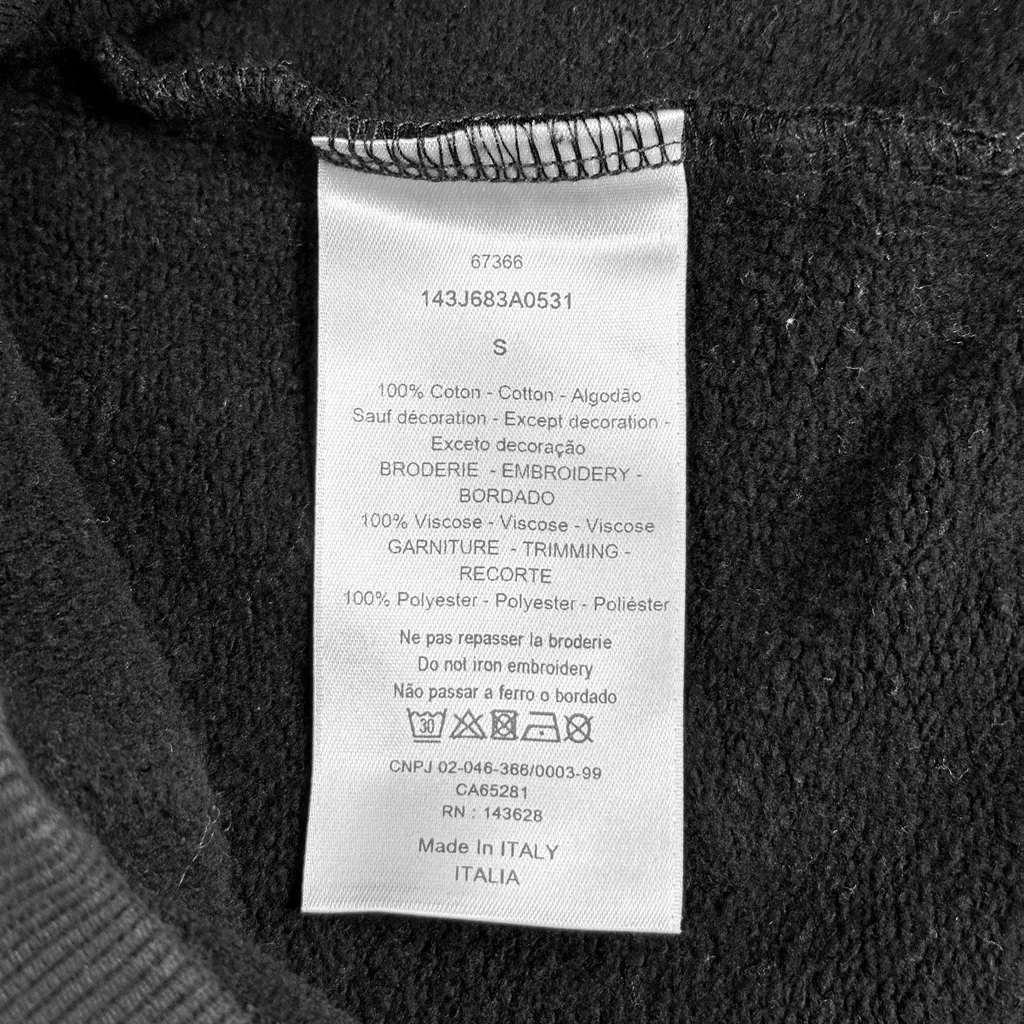 67366
143J683A0531
S
100% Coton - Cotton - Algodão
Sauf décoration - Except decoration -
Exceto decoração
BRODERIE - EMBROIDERY -
BORDADO
100% Viscose - Viscose - Viscose
GARNITURE - TRIMMING -
RECORTE
100% Polyester - Polyester - Poliéster
Ne pas repasser la broderie
Do not iron embroidery
Não passar a ferro o bordado
30
CNPJ 02-046-366/0003-99
CA65281
RN : 143628
Made In ITALY
ITALIA